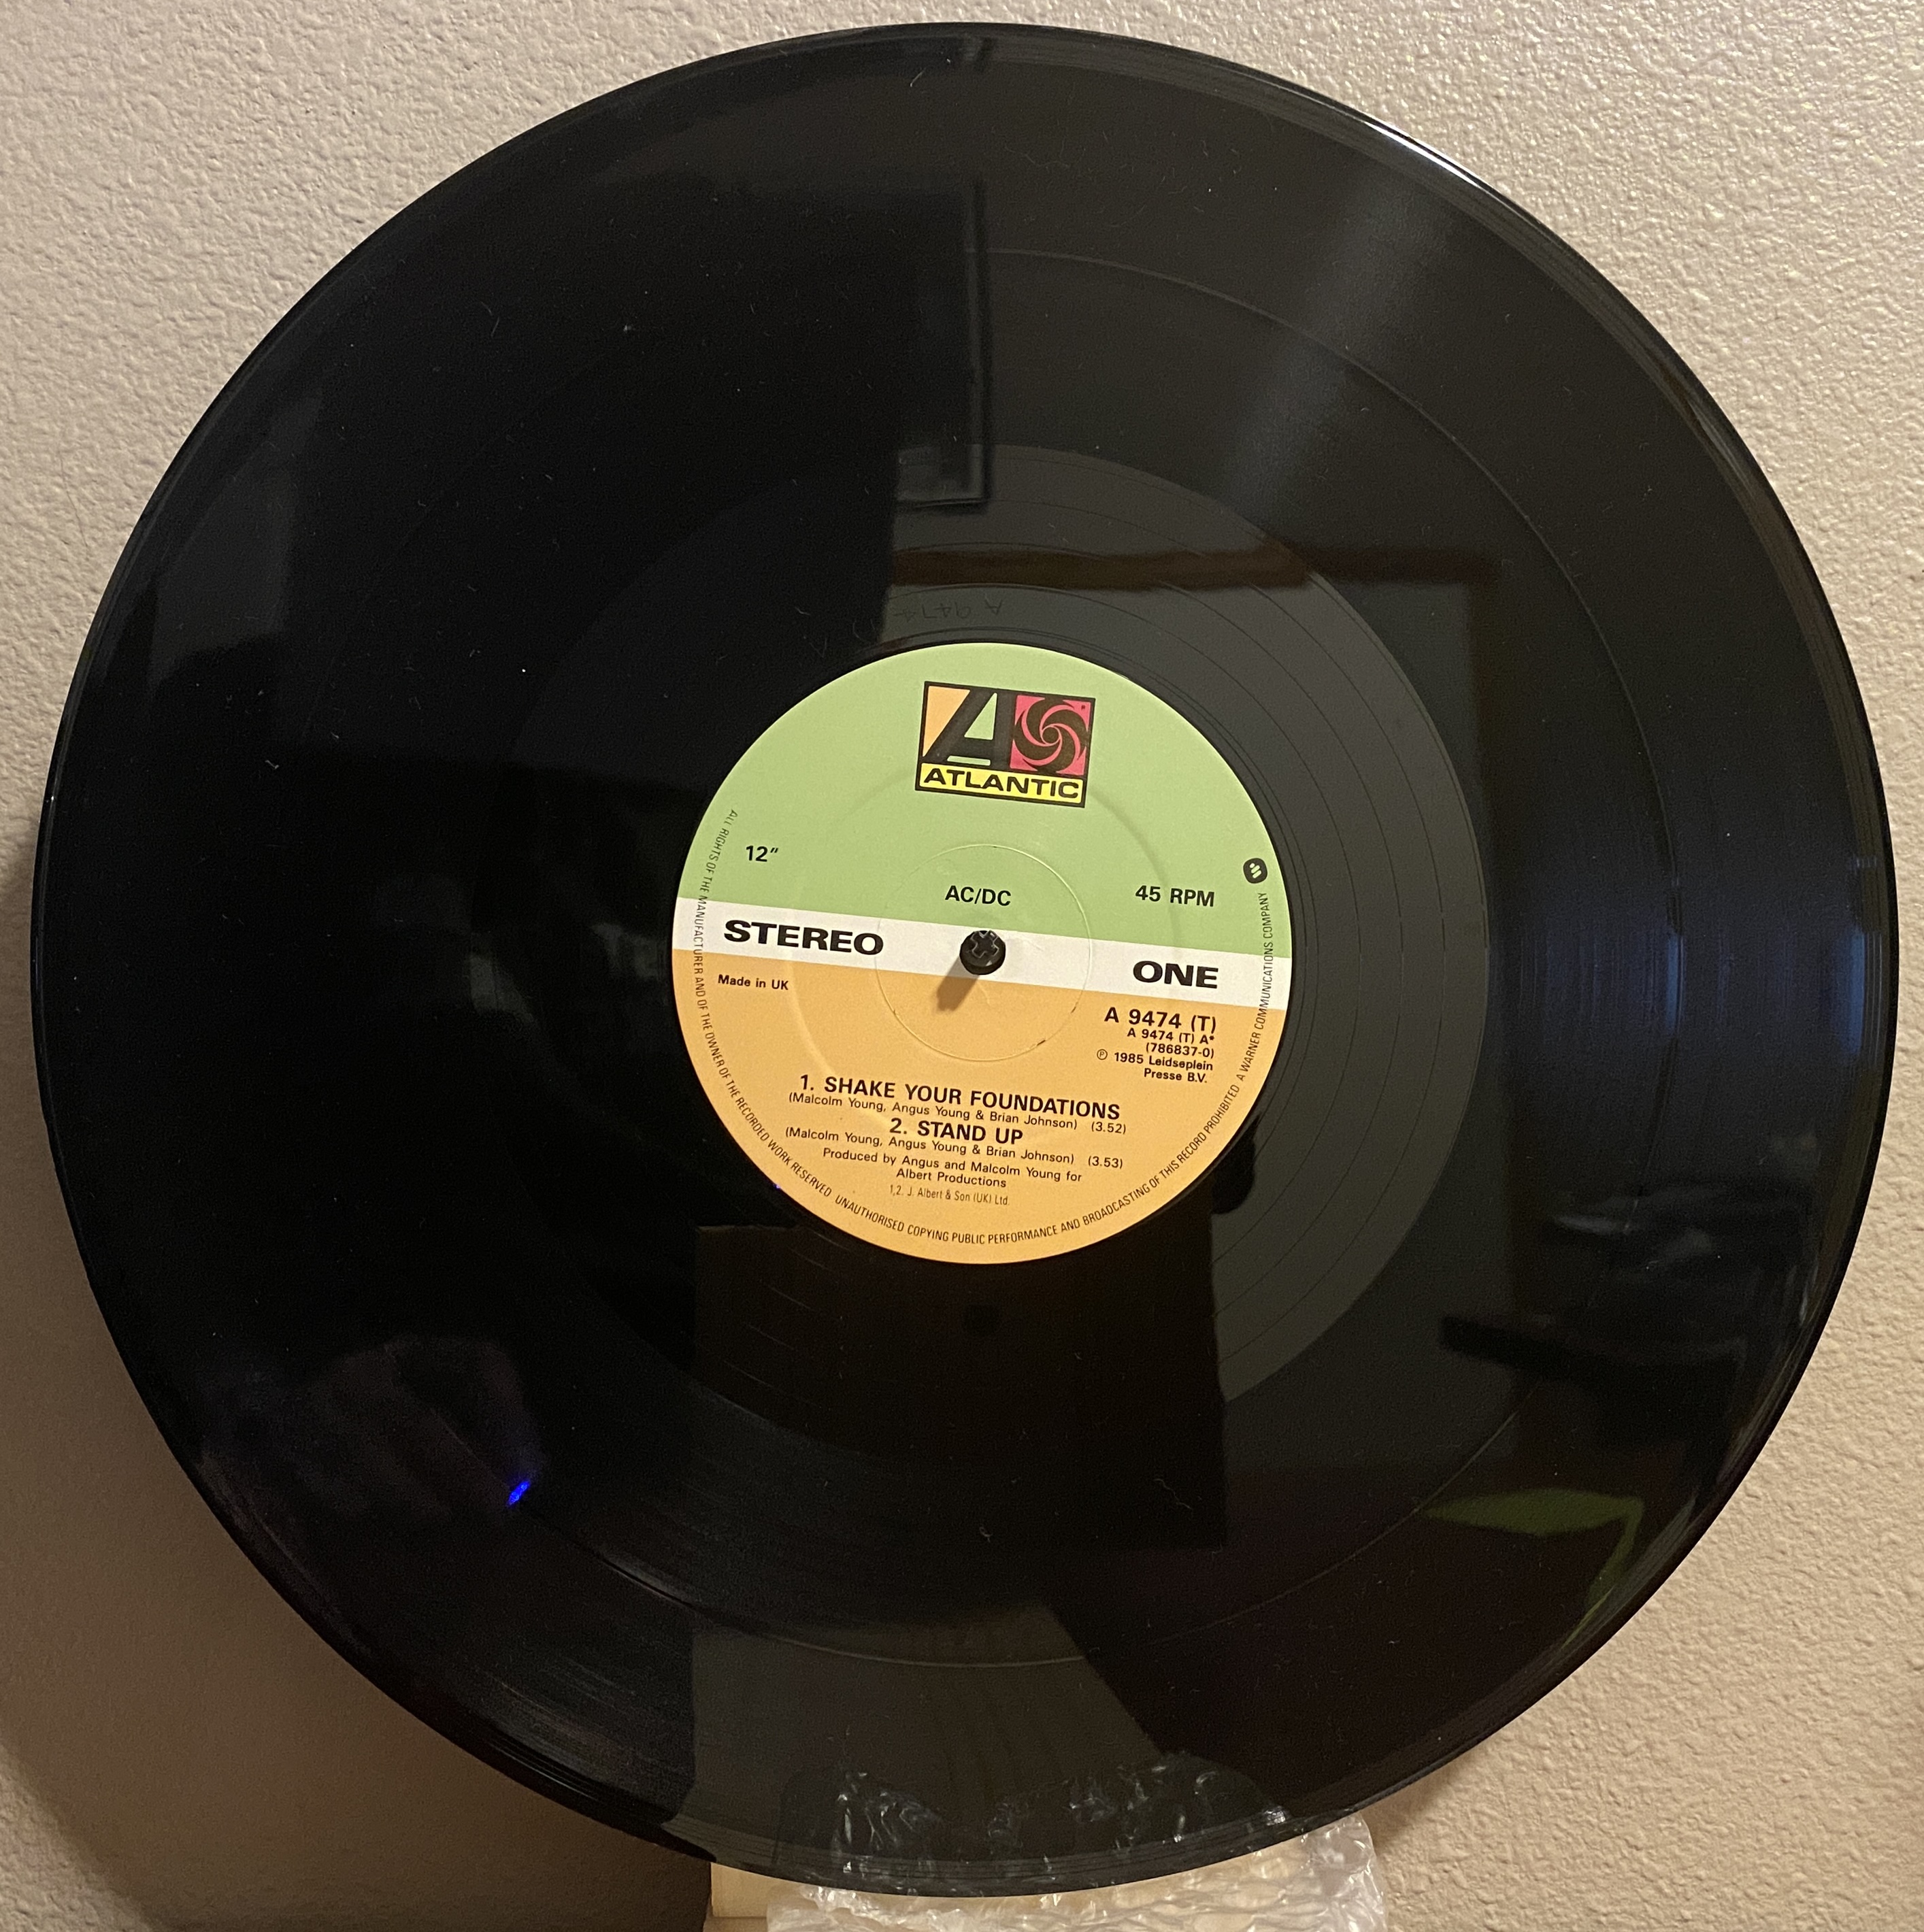 A 9474
ATLANTIC
12"
AC/DC
45 RPM
STEREO
ONE
Made in UK
A 9474 (T)
A 9474 (T) A*
(786837-0)
℗ 1985 Leidseplein
Presse B.V.
1. SHAKE YOUR FOUNDATIONS
(Malcolm Young, Angus Young & Brian Johnson) (3.52)
2. STAND UP
(Malcolm Young, Angus Young & Brian Johnson) (3.53)
Produced by Angus and Malcolm Young for
Albert Productions
1,2. J. Albert & Son (UK) Ltd.
ALL RIGHTS OF THE MANUFACTURER AND OF THE OWNER OF THE RECORDED WORK RESERVED UNAUTHORISED COPYING PUBLIC PERFORMANCE AND BROADCASTING OF THIS RECORD PROHIBITED A WARNER COMMUNICATIONS COMPANY